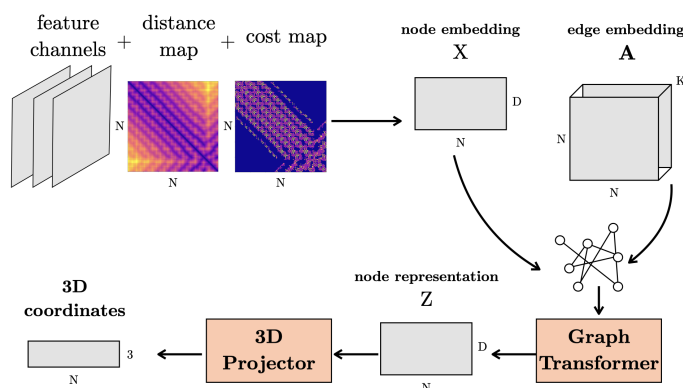 feature channels + distance map + cost map
N
N
N
N
node embedding
X
D
N
edge embedding
A
K
N
N
node representation
Z
D
N
Graph Transformer
3D Projector
3D coordinates
3
N